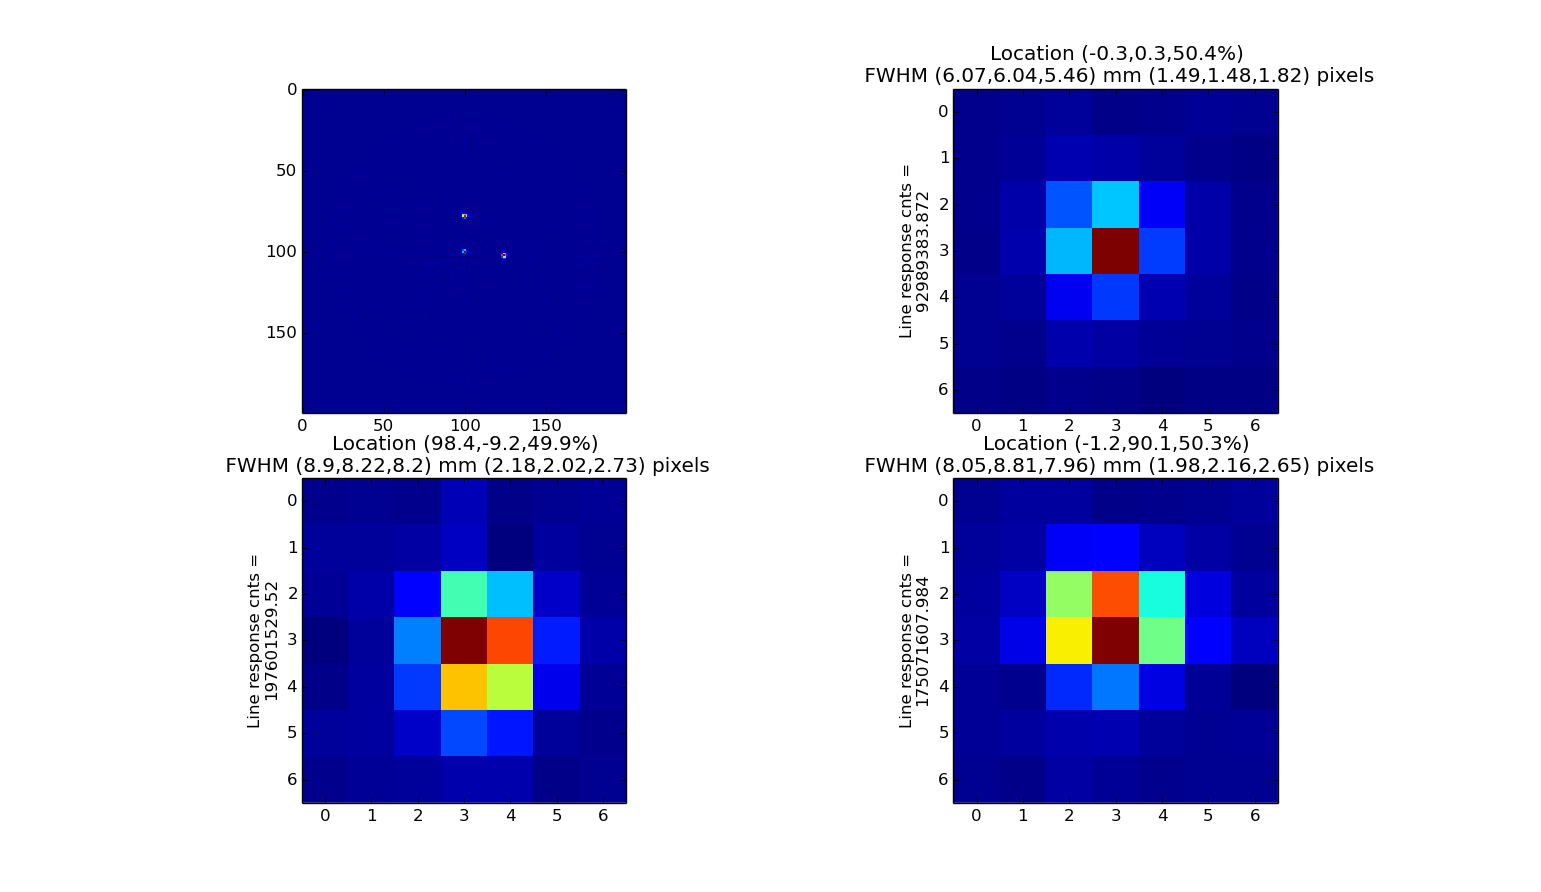 0
50
100
150
0 50 100 150
Location (-0.3,0.3,50.4%)
FWHM (6.07,6.04,5.46) mm (1.49,1.48,1.82) pixels
Line response cnts =
92989383.872
0
1
2
3
4
5
6
0 1 2 3 4 5 6
Location (98.4,-9.2,49.9%)
FWHM (8.9,8.22,8.2) mm (2.18,2.02,2.73) pixels
Line response cnts =
197601529.52
0
1
2
3
4
5
6
0 1 2 3 4 5 6
Location (-1.2,90.1,50.3%)
FWHM (8.05,8.81,7.96) mm (1.98,2.16,2.65) pixels
Line response cnts =
175071607.984
0
1
2
3
4
5
6
0 1 2 3 4 5 6